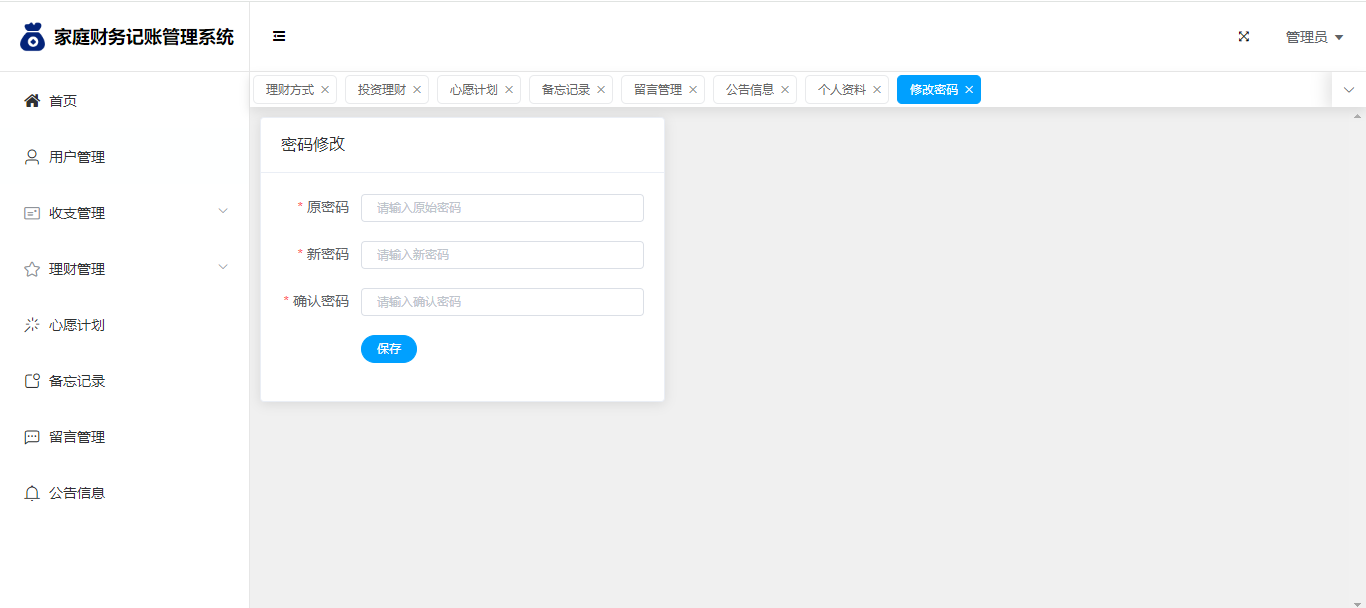 家庭财务记账管理系统
管理员
理财方式
投资理财
心愿计划
备忘记录
留言管理
公告信息
个人资料
修改密码
首页
用户管理
收支管理
理财管理
心愿计划
备忘记录
留言管理
公告信息
密码修改
* 原密码 请输入原始密码
* 新密码 请输入新密码
* 确认密码 请输入确认密码
保存